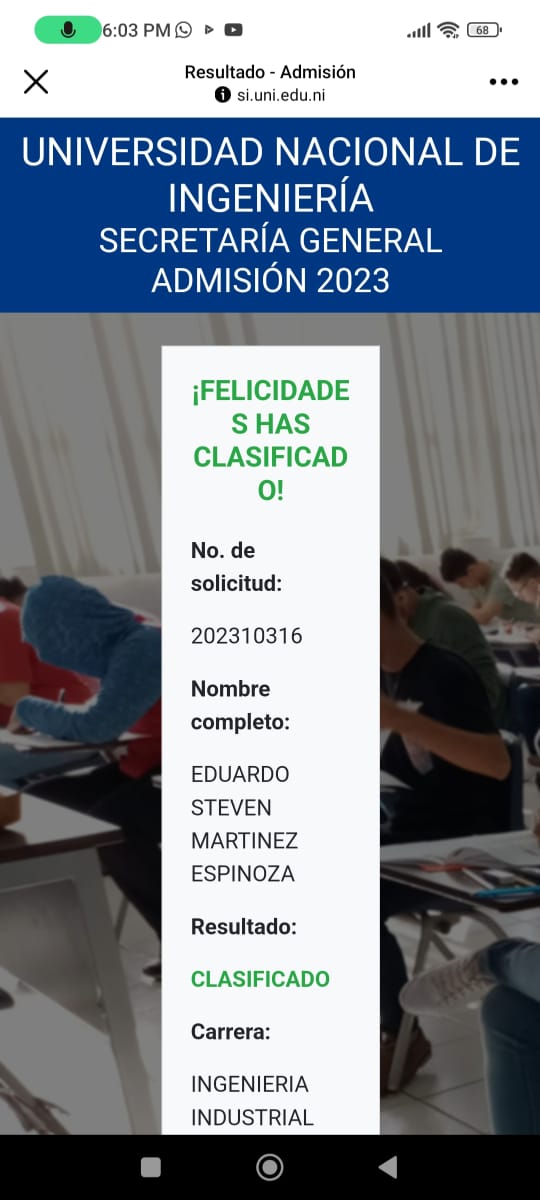 6:03 PM
68
Resultado - Admisión
si.uni.edu.ni
UNIVERSIDAD NACIONAL DE
INGENIERÍA
SECRETARÍA GENERAL
ADMISIÓN 2023
¡FELICIDADE
S HAS
CLASIFICAD
O!
No. de
solicitud:
202310316
Nombre
completo:
EDUARDO
STEVEN
MARTINEZ
ESPINOZA
Resultado:
CLASIFICADO
Carrera:
INGENIERIA
INDUSTRIAL